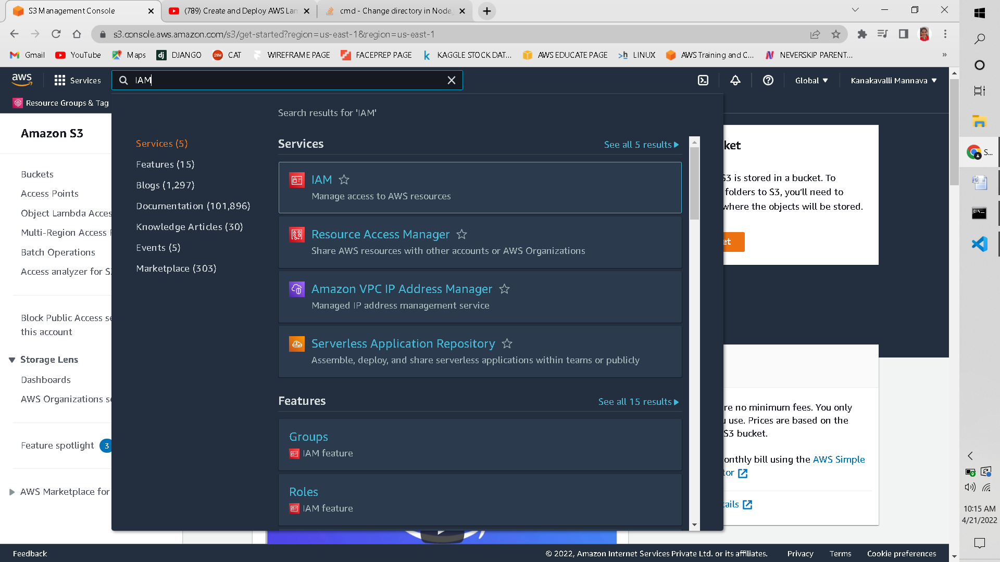 S3 Management Console
(789) Create and Deploy AWS Lam
cmd - Change directory in Node.j
s3.console.aws.amazon.com/s3/get-started?region=us-east-1&region=us-east-1
Gmail
YouTube
Maps
DJANGO
CAT
WIREFRAME PAGE
FACEPREP PAGE
KAGGLE STOCK DAT...
AWS EDUCATE PAGE
LINUX
AWS Training and C...
NEVERSKIP PARENT...
aws
Services
IAM
Global
Kanakavalli Mannava
Resource Groups & Tag
Amazon S3
Buckets
Access Points
Object Lambda Acces
Multi-Region Access
Batch Operations
Access analyzer for S
Block Public Access se
this account
Storage Lens
Dashboards
AWS Organizations se
Feature spotlight 3
AWS Marketplace for
Search results for 'IAM'
Services (5)
Features (15)
Blogs (1,297)
Documentation (101,896)
Knowledge Articles (30)
Events (5)
Marketplace (303)
Services
See all 5 results
IAM
Manage access to AWS resources
Resource Access Manager
Share AWS resources with other accounts or AWS Organizations
Amazon VPC IP Address Manager
Managed IP address management service
Serverless Application Repository
Assemble, deploy, and share serverless applications within teams or publicly
Features
See all 15 results
Groups
IAM feature
Roles
IAM feature
ket
S3 is stored in a bucket. To
folders to S3, you'll need to
where the objects will be stored.
et
re no minimum fees. You only
u use. Prices are based on the
S3 bucket.
onthly bill using the AWS Simple
tor
tails
Feedback
© 2022, Amazon Internet Services Private Ltd. or its affiliates.
Privacy
Terms
Cookie preferences
S...
10:15 AM
4/21/2022